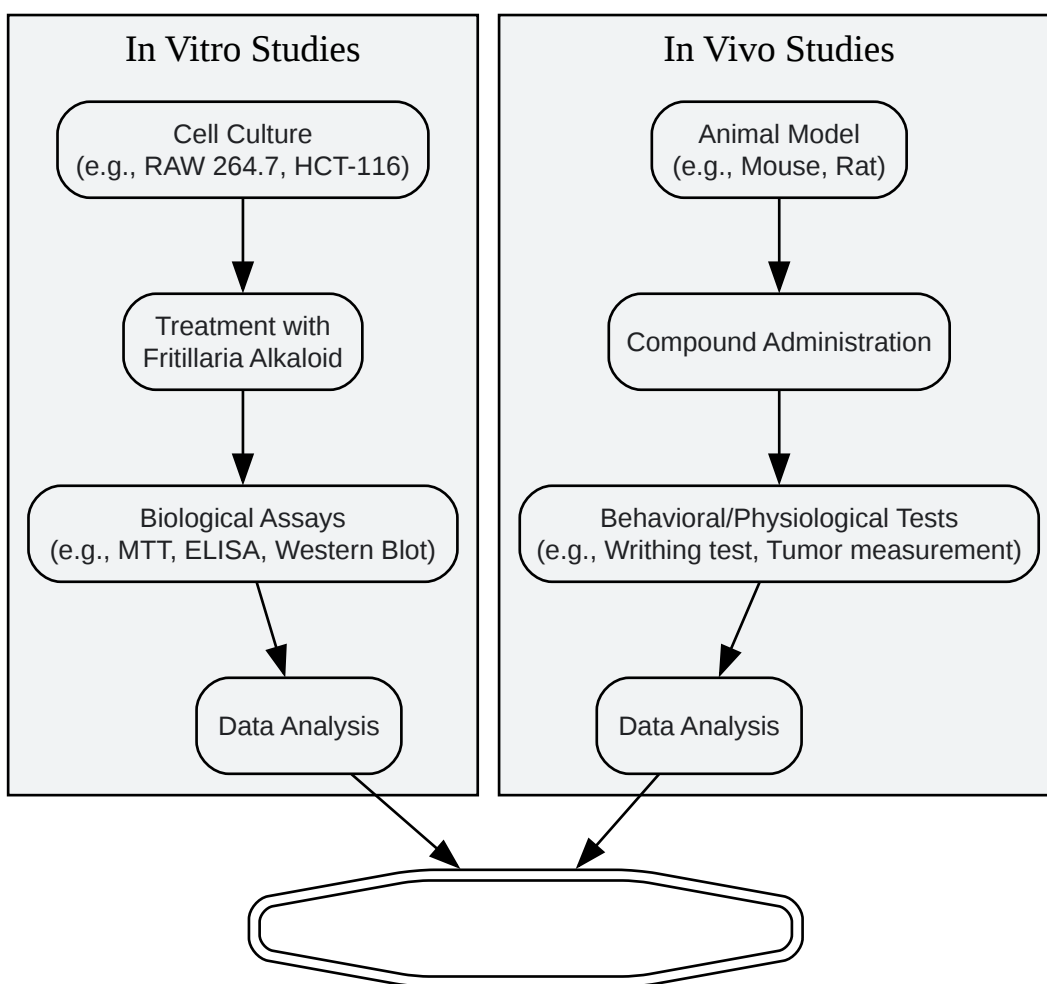 In Vitro Studies
Cell Culture
(e.g., RAW 264.7, HCT-116)
Treatment with
Fritillaria Alkaloid
Biological Assays
(e.g., MTT, ELISA, Western Blot)
Data Analysis
In Vivo Studies
Animal Model
(e.g., Mouse, Rat)
Compound Administration
Behavioral/Physiological Tests
(e.g., Writhing test, Tumor measurement)
Data Analysis